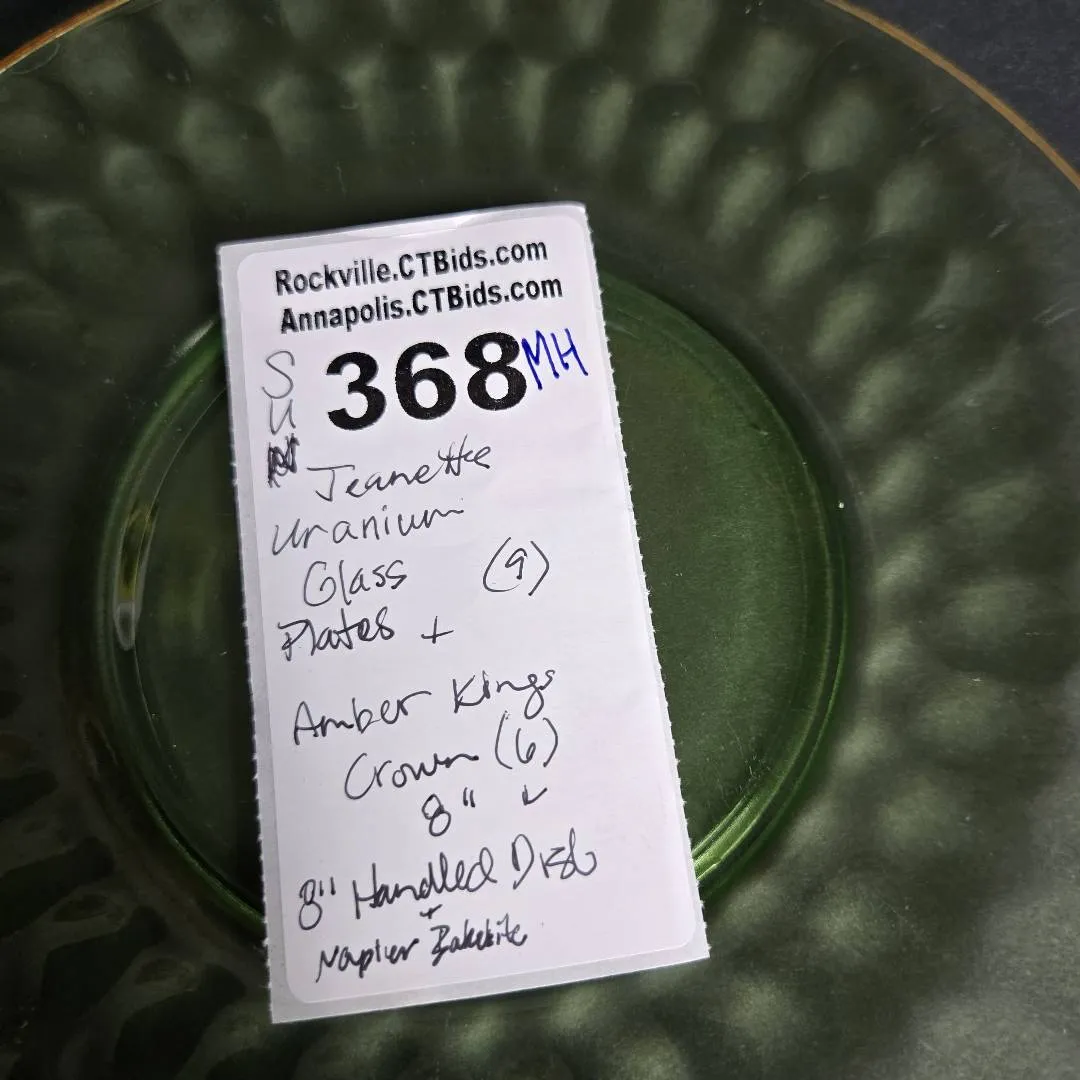 Rockville.CTBids.com
Annapolis.CTBids.com
368 MH
SU
Jeanette
Uranium
Glass (9)
Plates +
Amber Kings
Crown (6)
8"
8" Handled Dish
+
Napier Bakelite